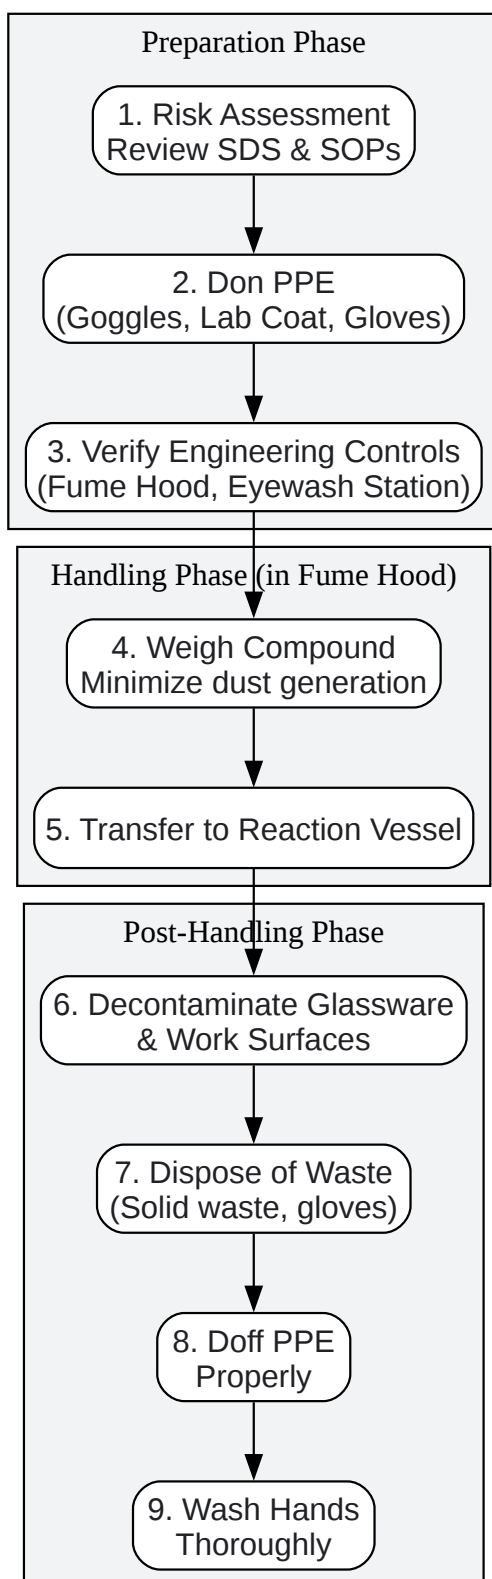 Preparation Phase
1. Risk Assessment
Review SDS & SOPs
2. Don PPE
(Goggles, Lab Coat, Gloves)
3. Verify Engineering Controls
(Fume Hood, Eyewash Station)
Handling Phase (in Fume Hood)
4. Weigh Compound
Minimize dust generation
5. Transfer to Reaction Vessel
Post-Handling Phase
6. Decontaminate Glassware
& Work Surfaces
7. Dispose of Waste
(Solid waste, gloves)
8. Doff PPE
Properly
9. Wash Hands
Thoroughly